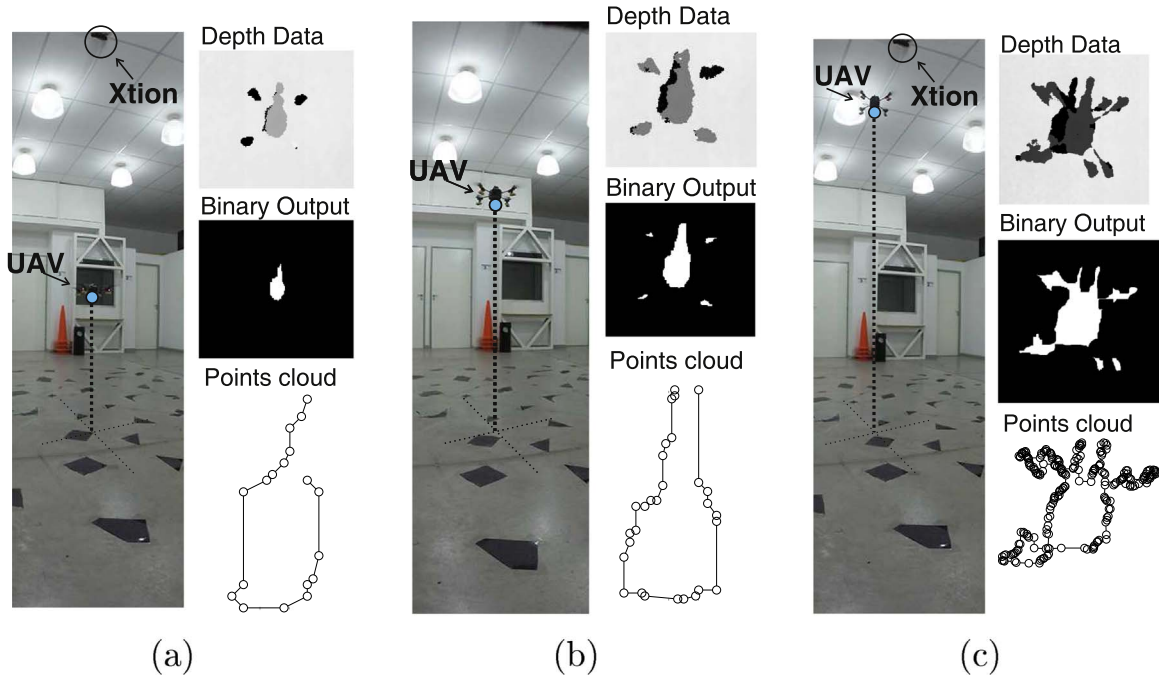 Depth Data
Xtion
Binary Output
UAV
Points cloud
(a)
Depth Data
UAV
Binary Output
Points cloud
(b)
Depth Data
UAV
Xtion
Binary Output
Points cloud
(c)